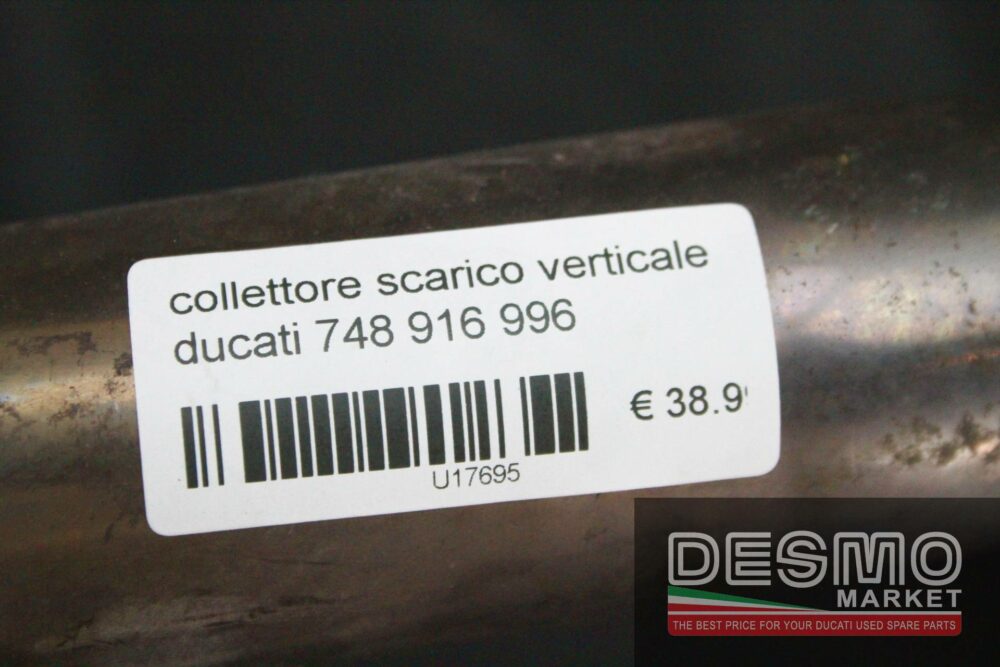 collettore scarico verticale
ducati 748 916 996
€ 38.9
U17695
DESMO
MARKET
THE BEST PRICE FOR YOUR DUCATI USED SPARE PARTS